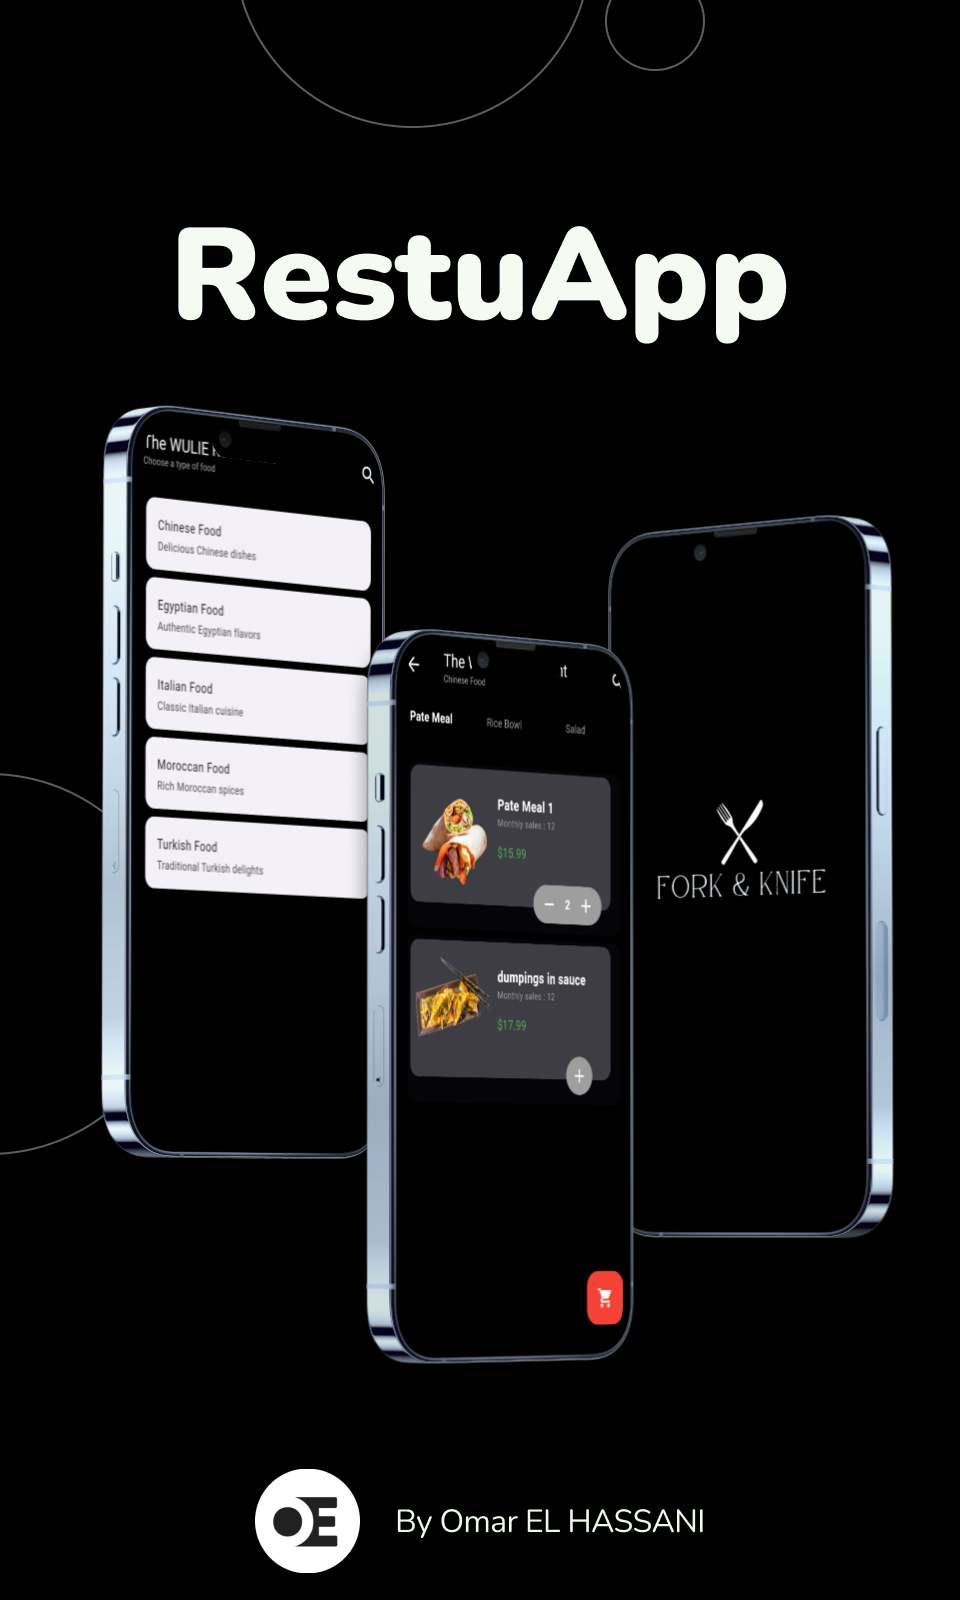 RestuApp
The WULIE
Choose a type of food
Chinese Food
Delicious Chinese dishes
Egyptian Food
Authentic Egyptian flavors
Italian Food
Classic Italian cuisine
Moroccan Food
Rich Moroccan spices
Turkish Food
Traditional Turkish delights
The
Chinese Food
Pate Meal Rice Bowl Salad
Pate Meal 1
Monthly sales : 12
$15.99
− 2 +
dumpings in sauce
Monthly sales : 12
$17.99
+
FORK & KNIFE
OE
By Omar EL HASSANI